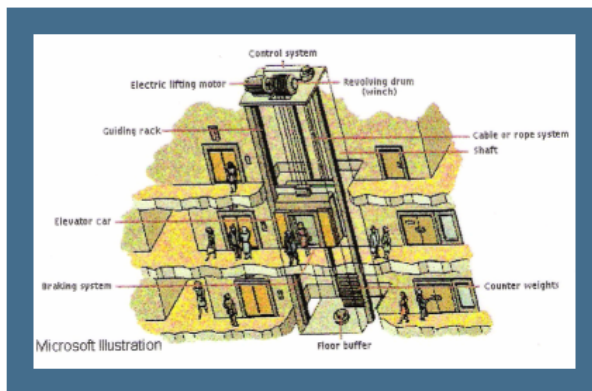 Control system
Electric lifting motor
Revolving drum
(winch)
Guiding rack
Cable or rope system
Shaft
Elevator car
Braking system
Counter weights
Floor buffer
Microsoft Illustration